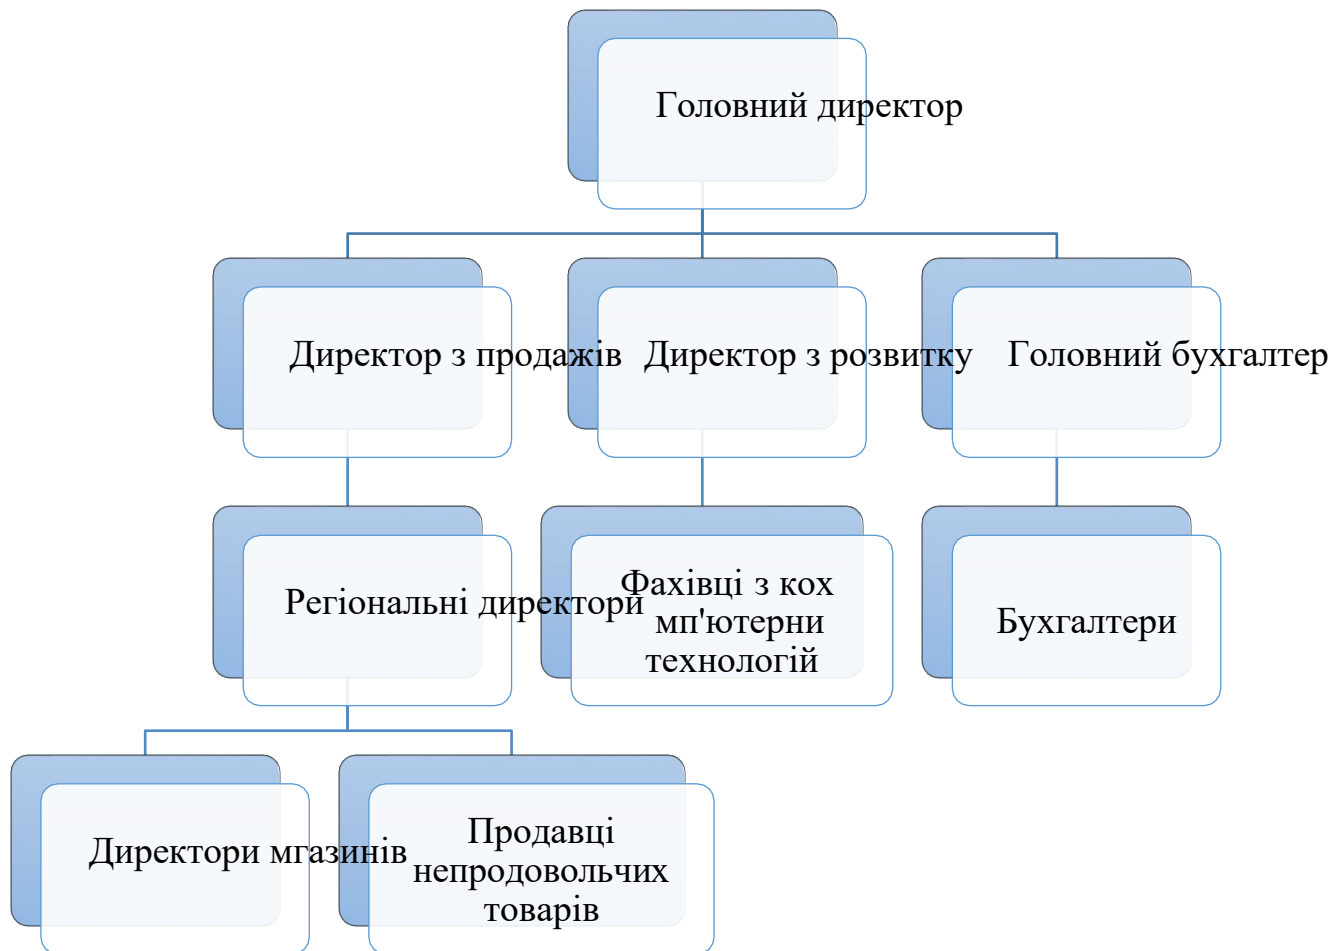 Головний директор
Директор з продажів
Директор з розвитку
Головний бухгалтер
Регіональні директори
Фахівці з кох
мп'ютерни
технологій
Бухгалтери
Директори мгазинів
Продавці
непродовольчих
товарів